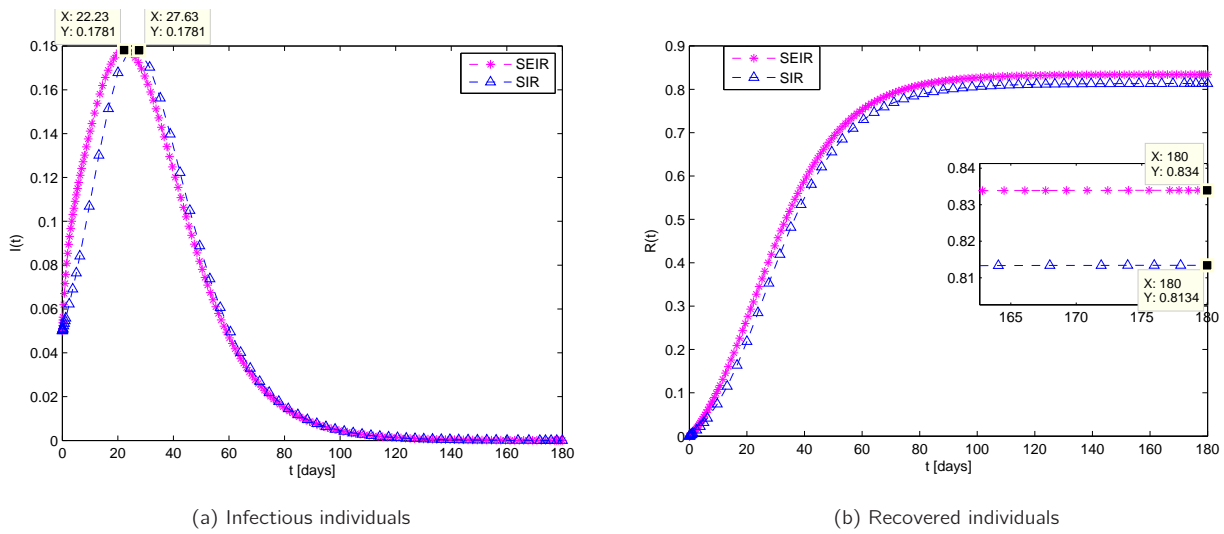 X: 22.23
Y: 0.1781
X: 27.63
Y: 0.1781
0.18
0.16
0.14
0.12
0.1
0.08
0.06
0.04
0.02
0
I(t)
SEIR
SIR
0 20 40 60 80 100 120 140 160 180
t [days]
(a) Infectious individuals
0.9
0.8
0.7
0.6
0.5
0.4
0.3
0.2
0.1
0
R(t)
SEIR
SIR
X: 180
Y: 0.834
0.84
0.83
0.82
0.81
X: 180
Y: 0.8134
165 170 175 180
0 20 40 60 80 100 120 140 160 180
t [days]
(b) Recovered individuals